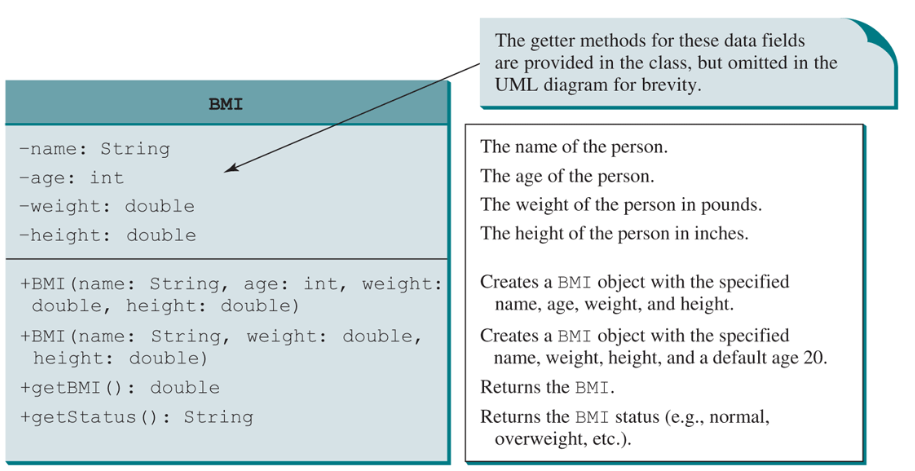 The getter methods for these data fields
are provided in the class, but omitted in the
UML diagram for brevity.
BMI
-name: String
-age: int
-weight: double
-height: double
The name of the person.
The age of the person.
The weight of the person in pounds.
The height of the person in inches.
+BMI(name: String, age: int, weight:
double, height: double)
+BMI(name: String, weight: double,
height: double)
+getBMI(): double
+getStatus(): String
Creates a BMI object with the specified
name, age, weight, and height.
Creates a BMI object with the specified
name, weight, height, and a default age 20.
Returns the BMI.
Returns the BMI status (e.g., normal,
overweight, etc.).